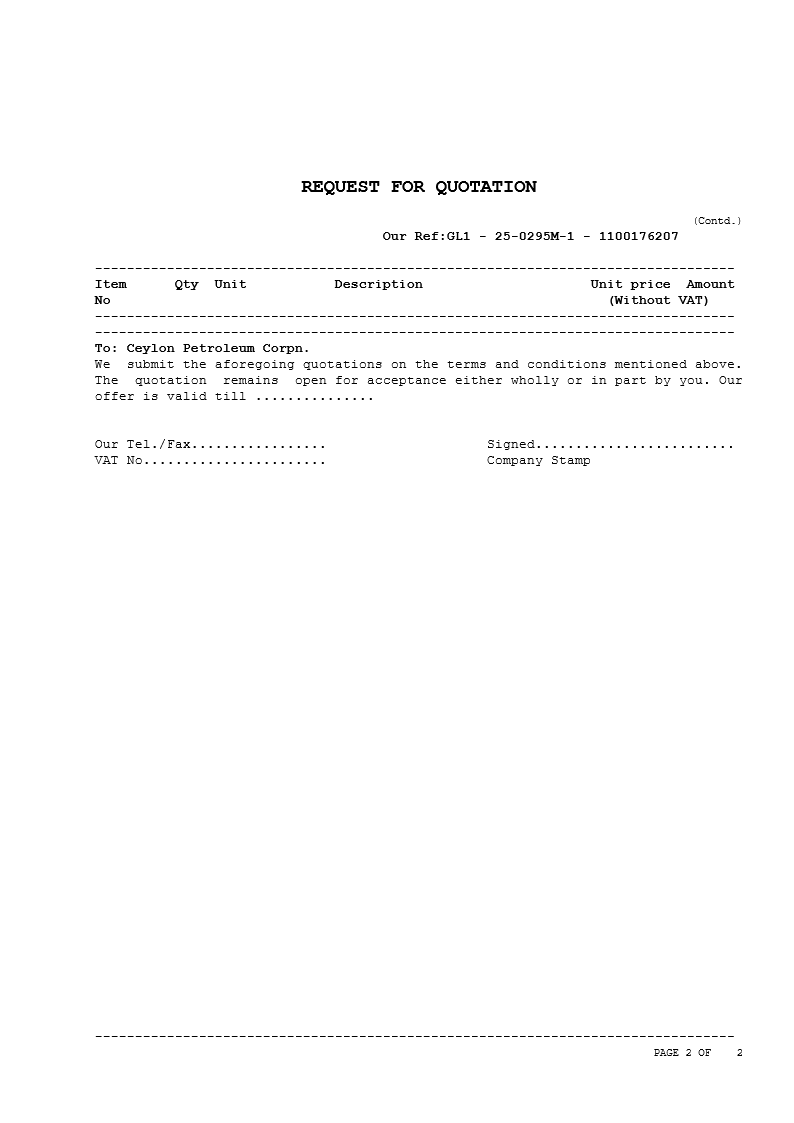 REQUEST FOR QUOTATION
(Contd.)
Our Ref:GL1 - 25-0295M-1 - 1100176207
--------------------------------------------------------------------------------
Item Qty Unit Description Unit price Amount
No (Without VAT)
--------------------------------------------------------------------------------
--------------------------------------------------------------------------------
To: Ceylon Petroleum Corpn.
We submit the aforegoing quotations on the terms and conditions mentioned above.
The quotation remains open for acceptance either wholly or in part by you. Our
offer is valid till ...............
Our Tel./Fax................. Signed.........................
VAT No....................... Company Stamp
--------------------------------------------------------------------------------
PAGE 2 OF 2